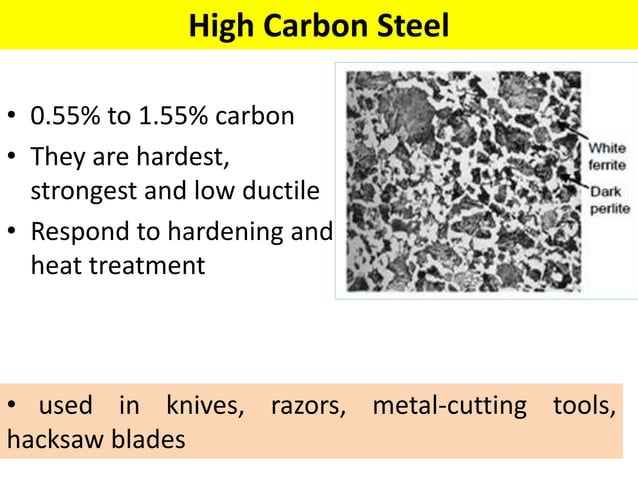 High Carbon Steel
• 0.55% to 1.55% carbon
• They are hardest,
strongest and low ductile
• Respond to hardening and
heat treatment
White
ferrite
Dark
perlite
• used in knives, razors, metal-cutting tools,
hacksaw blades